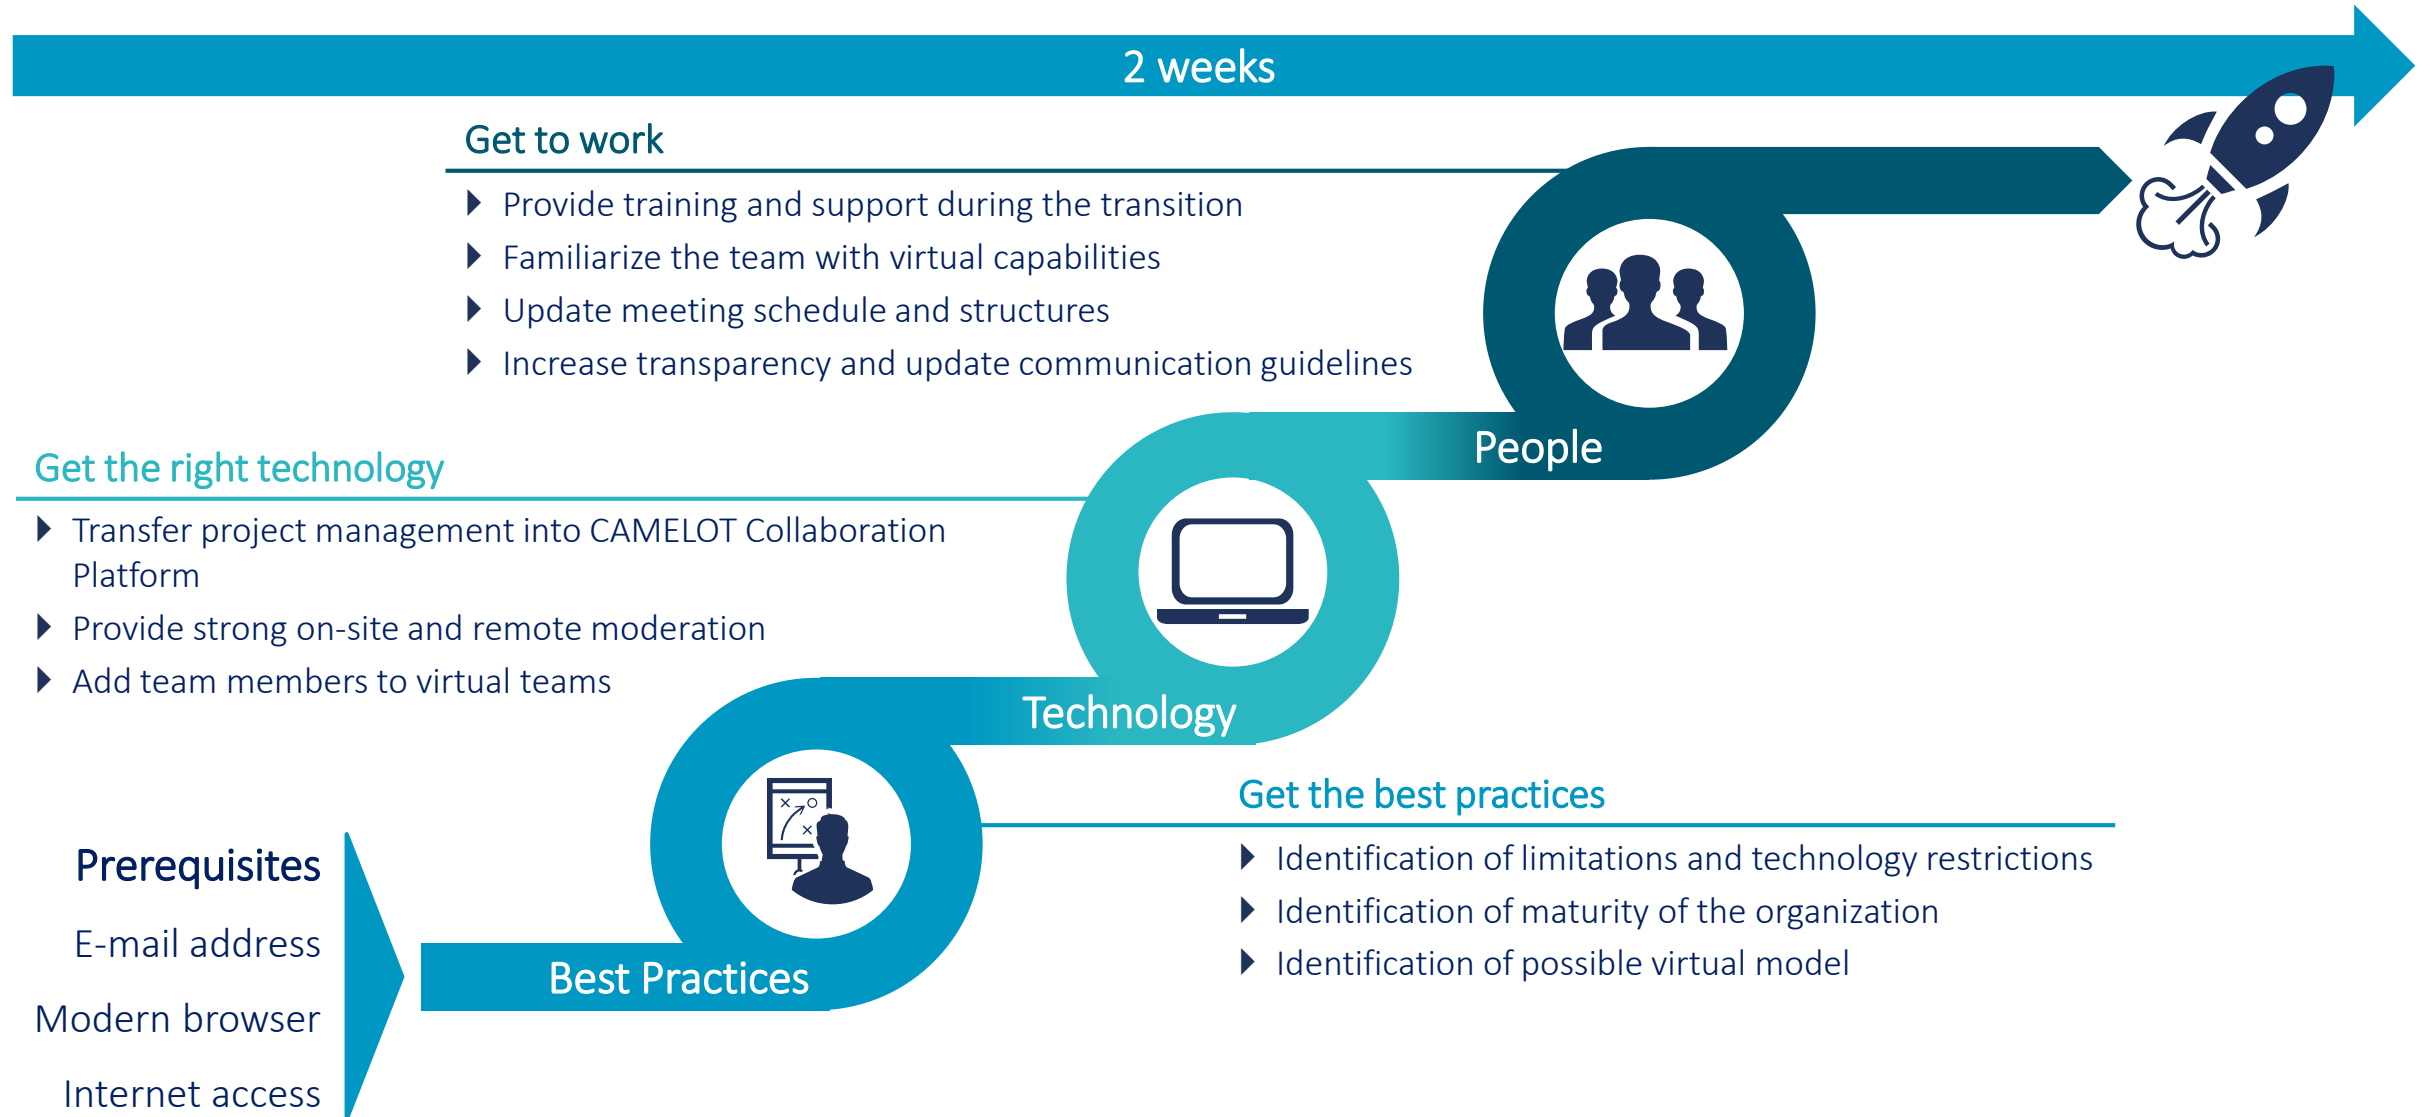 2 weeks
Get to work
Provide training and support during the transition
Familiarize the team with virtual capabilities
Update meeting schedule and structures
Increase transparency and update communication guidelines
People
Get the right technology
Transfer project management into CAMELOT Collaboration
Platform
Provide strong on-site and remote moderation
Add team members to virtual teams
Technology
Get the best practices
Identification of limitations and technology restrictions
Identification of maturity of the organization
Identification of possible virtual model
Best Practices
Prerequisites
E-mail address
Modern browser
Internet access